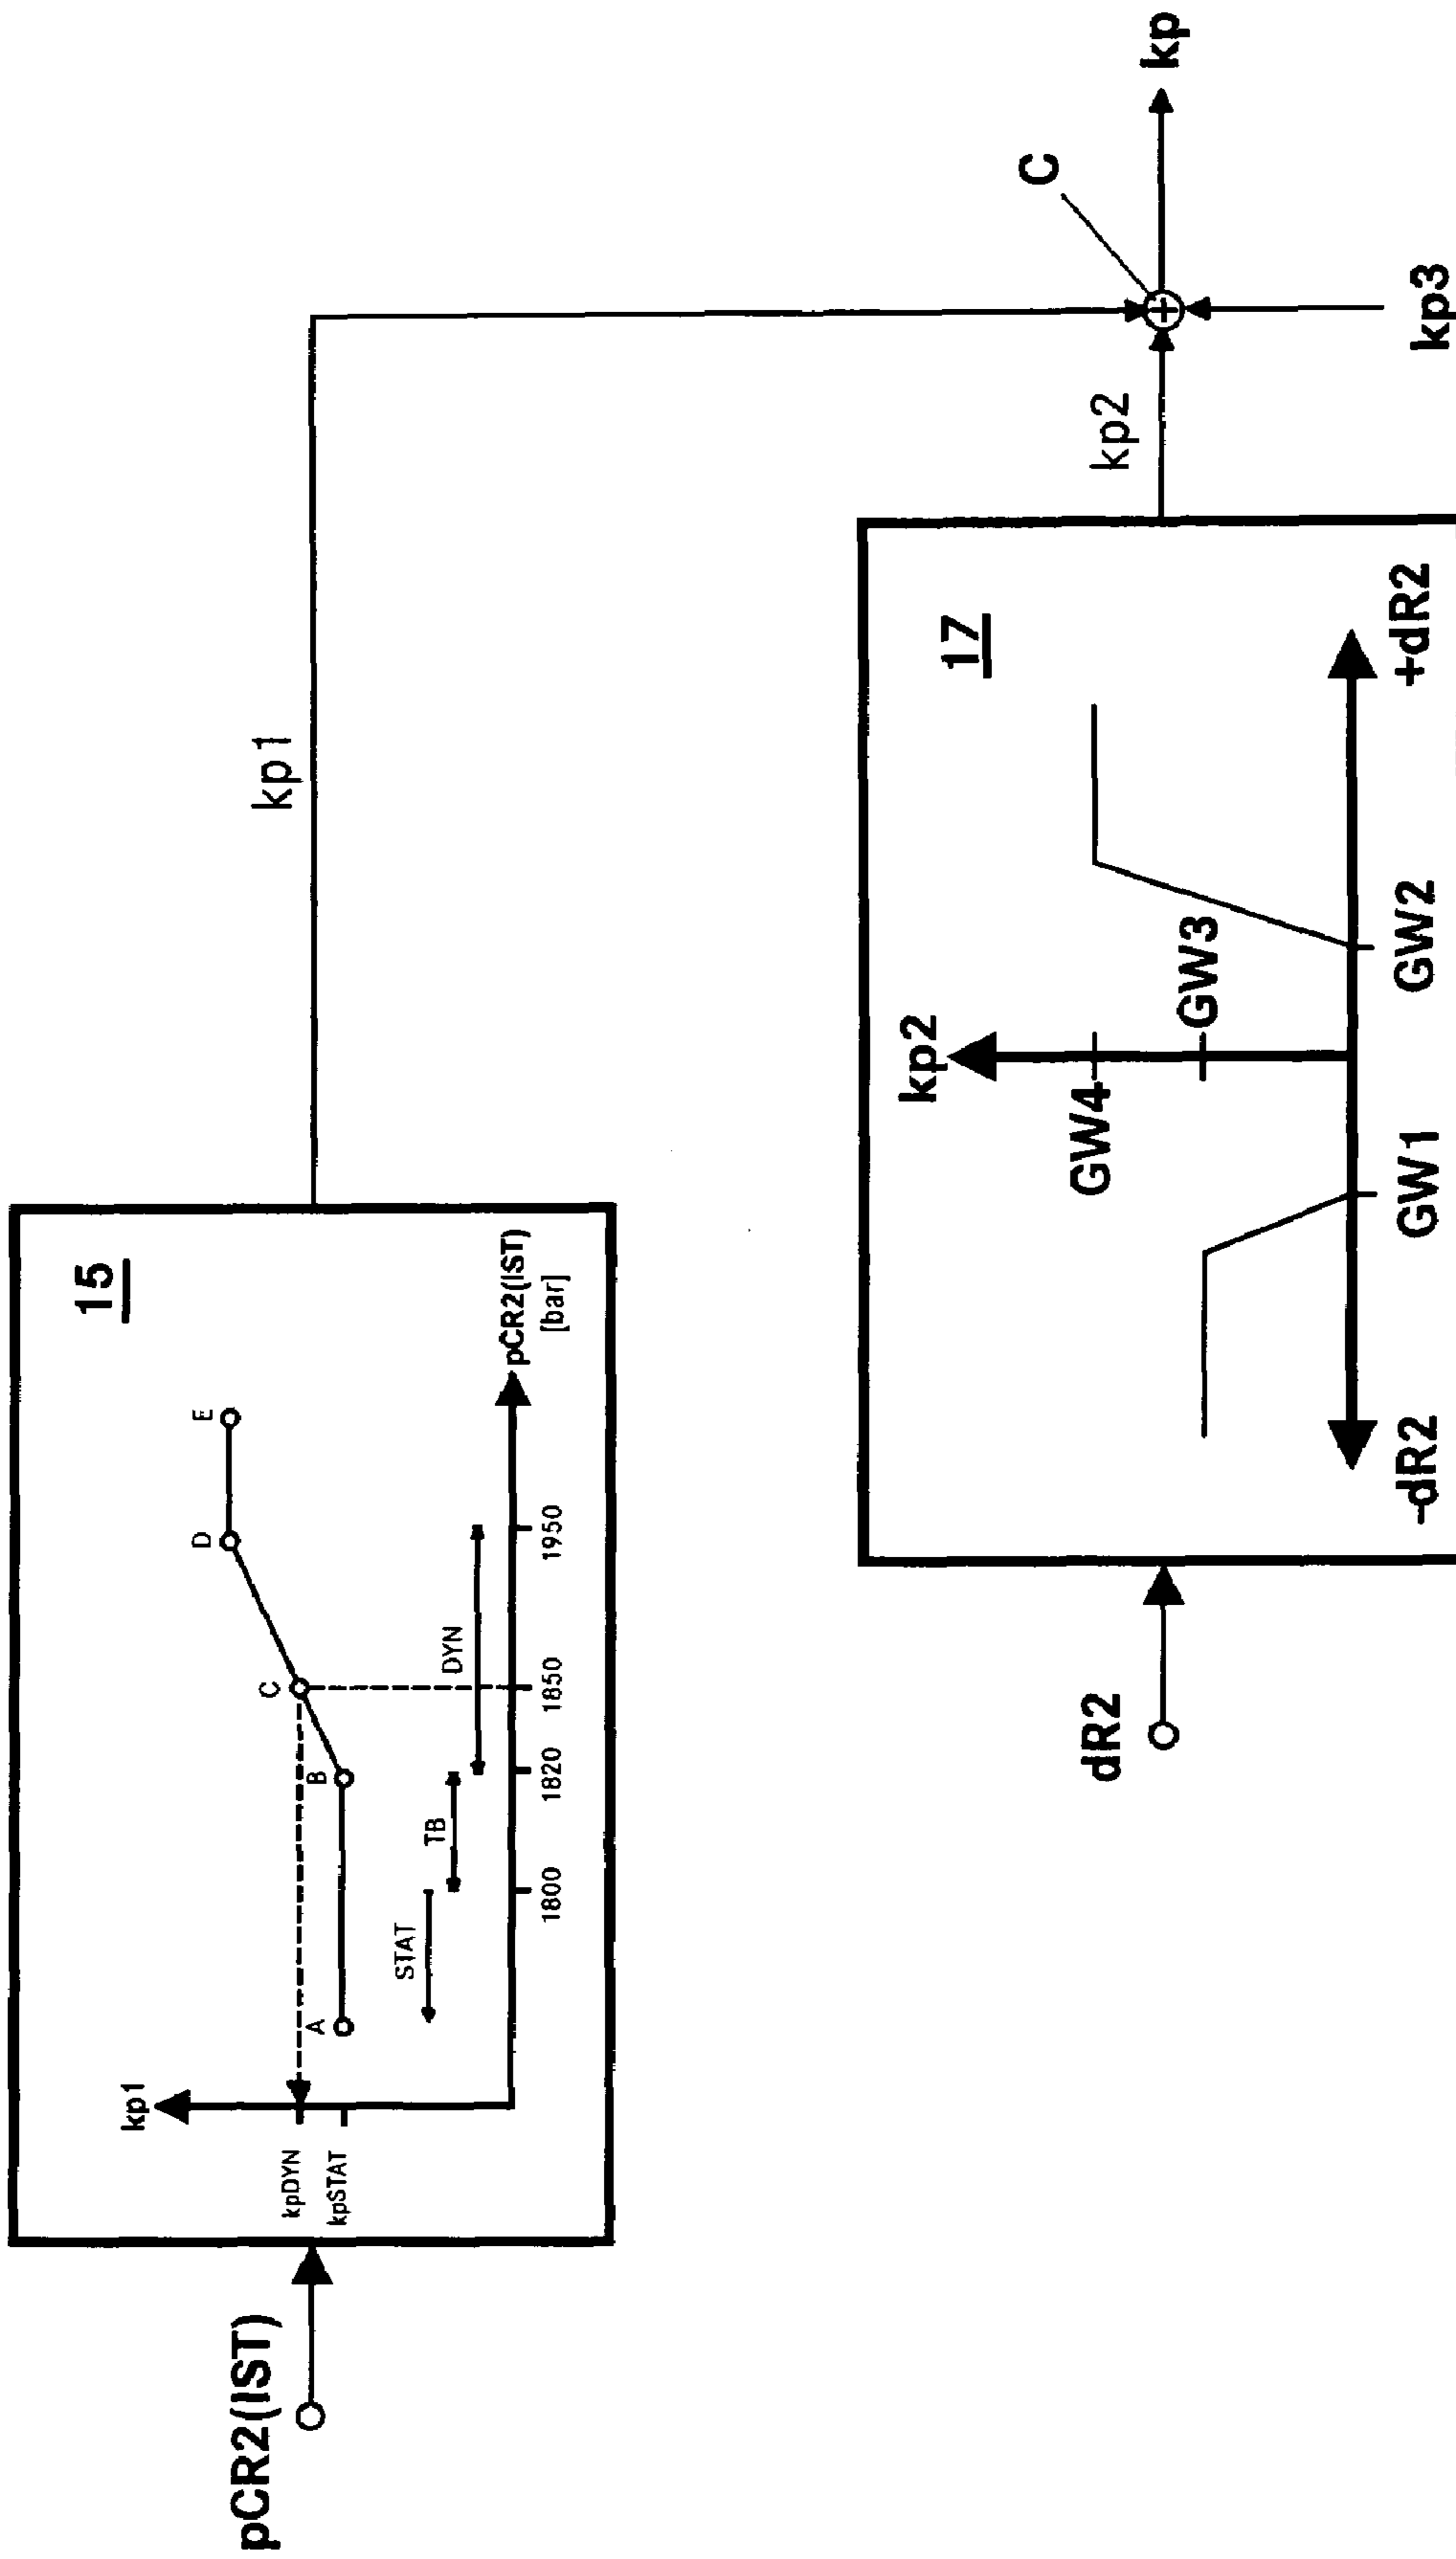 pCR2(IST)
15
kp1
kpDYN
kpSTAT
A
B
C
D
E
STAT
TB
DYN
1800
1820
1850
1950
pCR2(IST)
[bar]
kp1
dR2
17
kp2
GW4
GW3
-dR2
GW1
GW2
+dR2
kp2
C
kp
kp3